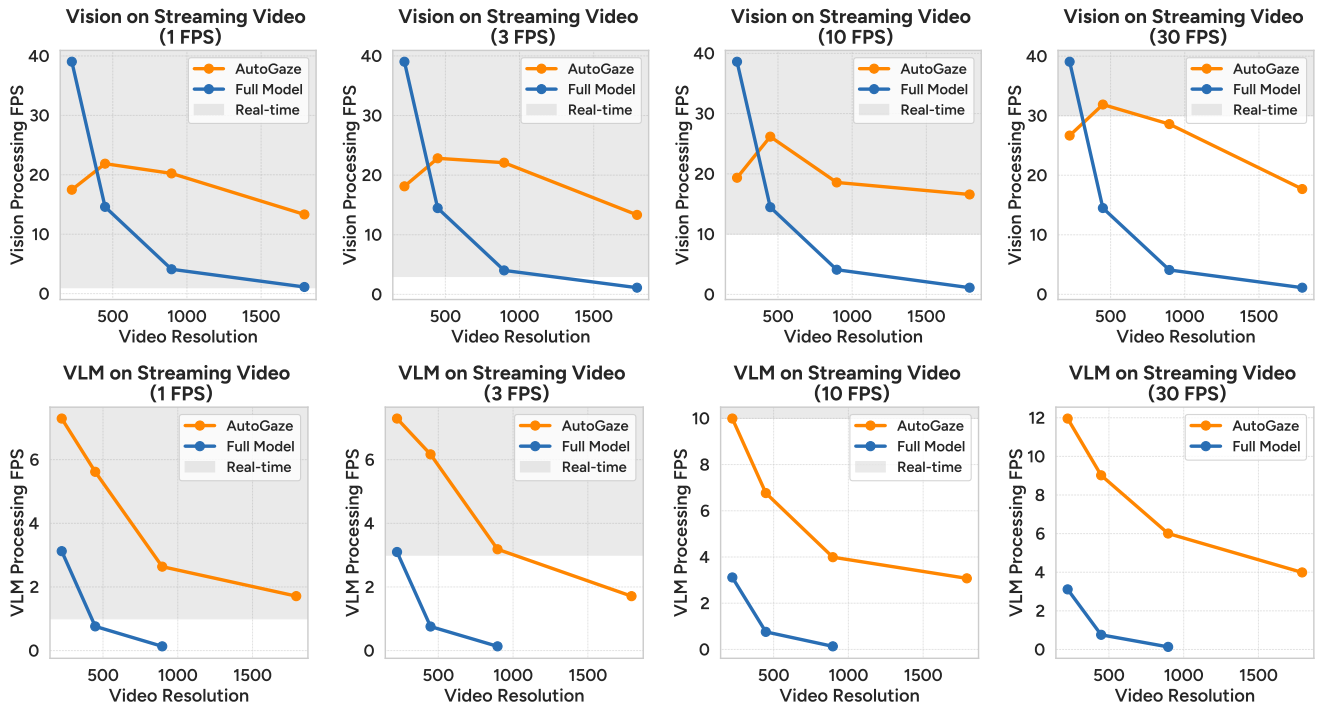 Vision on Streaming Video
(1 FPS)
Vision Processing FPS
40
30
20
10
0
AutoGaze
Full Model
Real-time
500
1000
1500
Video Resolution
Vision on Streaming Video
(3 FPS)
Vision Processing FPS
40
30
20
10
0
AutoGaze
Full Model
Real-time
500
1000
1500
Video Resolution
Vision on Streaming Video
(10 FPS)
Vision Processing FPS
40
30
20
10
0
AutoGaze
Full Model
Real-time
500
1000
1500
Video Resolution
Vision on Streaming Video
(30 FPS)
Vision Processing FPS
40
30
20
10
0
AutoGaze
Full Model
Real-time
500
1000
1500
Video Resolution
VLM on Streaming Video
(1 FPS)
VLM Processing FPS
6
4
2
0
AutoGaze
Full Model
Real-time
500
1000
1500
Video Resolution
VLM on Streaming Video
(3 FPS)
VLM Processing FPS
6
4
2
0
AutoGaze
Full Model
Real-time
500
1000
1500
Video Resolution
VLM on Streaming Video
(10 FPS)
VLM Processing FPS
10
8
6
4
2
0
AutoGaze
Full Model
Real-time
500
1000
1500
Video Resolution
VLM on Streaming Video
(30 FPS)
VLM Processing FPS
12
10
8
6
4
2
0
AutoGaze
Full Model
500
1000
1500
Video Resolution